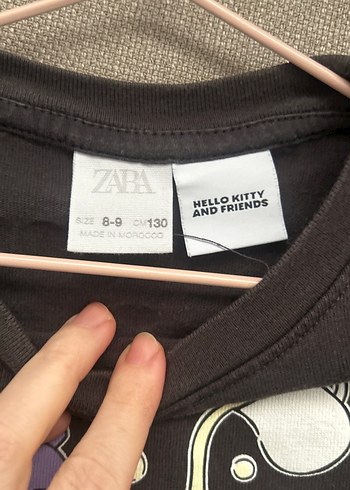 ZARA
SIZE 8-9 CM 130
MADE IN MOROCCO
HELLO KITTY
AND FRIENDS